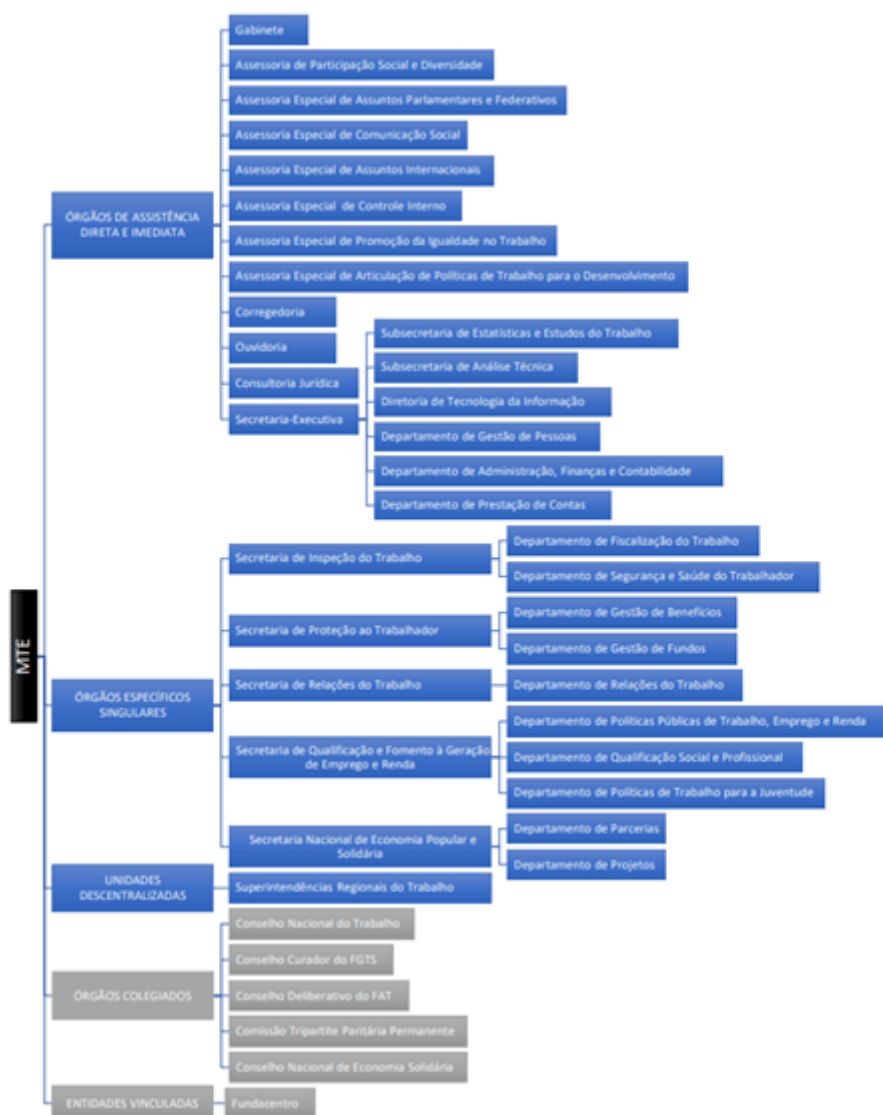 MTE
ÓRGÃOS DE ASSISTÊNCIA
DIRETA E IMEDIATA
Gabinete
Assessoria de Participação Social e Diversidade
Assessoria Especial de Assuntos Parlamentares e Federativos
Assessoria Especial de Comunicação Social
Assessoria Especial de Assuntos Internacionais
Assessoria Especial de Controle Interno
Assessoria Especial de Promoção da Igualdade no Trabalho
Assessoria Especial de Articulação de Políticas de Trabalho para o Desenvolvimento
Corregedoria
Ouvidoria
Consultoria Jurídica
Secretaria-Executiva
Subsecretaria de Estatísticas e Estudos do Trabalho
Subsecretaria de Análise Técnica
Diretoria de Tecnologia da Informação
Departamento de Gestão de Pessoas
Departamento de Administração, Finanças e Contabilidade
Departamento de Prestação de Contas
ÓRGÃOS ESPECÍFICOS
SINGULARES
Secretaria de Inspeção do Trabalho
Departamento de Fiscalização do Trabalho
Departamento de Segurança e Saúde do Trabalhador
Secretaria de Proteção ao Trabalhador
Departamento de Gestão de Benefícios
Departamento de Gestão de Fundos
Secretaria de Relações do Trabalho
Departamento de Relações do Trabalho
Secretaria de Qualificação e Fomento à Geração
de Emprego e Renda
Departamento de Políticas Públicas de Trabalho, Emprego e Renda
Departamento de Qualificação Social e Profissional
Departamento de Políticas de Trabalho para a Juventude
Secretaria Nacional de Economia Popular e
Solidária
Departamento de Parcerias
Departamento de Projetos
UNIDADES
DESCENTRALIZADAS
Superintendências Regionais do Trabalho
ÓRGÃOS COLEGIADOS
Conselho Nacional do Trabalho
Conselho Curador do FGTS
Conselho Deliberativo do FAT
Comissão Tripartite Paritária Permanente
Conselho Nacional de Economia Solidária
ENTIDADES VINCULADAS
Fundacentro